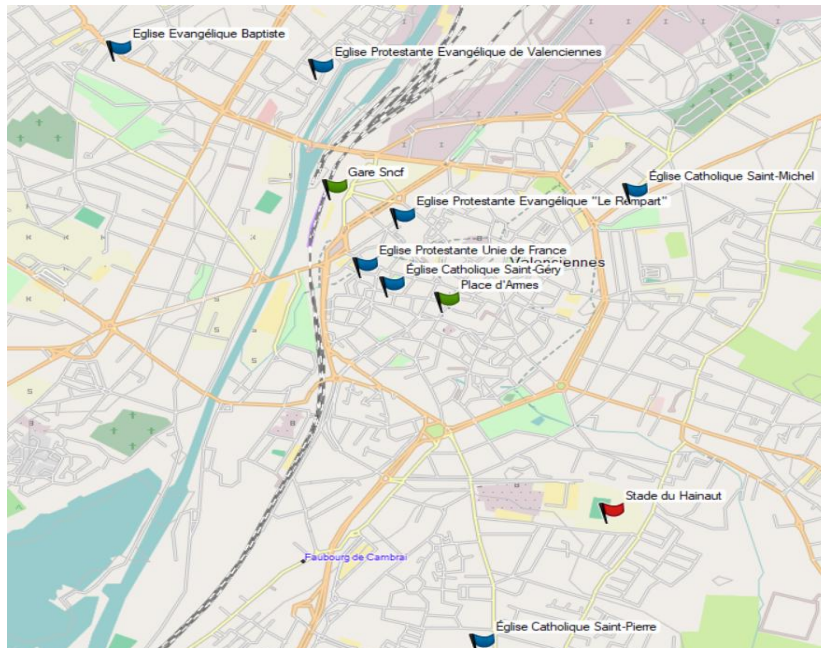 Eglise Evangélique Baptiste
Eglise Protestante Evangélique de Valenciennes
Gare Sncf
Église Catholique Saint-Michel
Eglise Protestante Evangélique "Le Rempart"
Eglise Protestante Unie de France
Valenciennes
Église Catholique Saint-Géry
Place d'Armes
Stade du Hainaut
Faubourg de Cambrai
Église Catholique Saint-Pierre